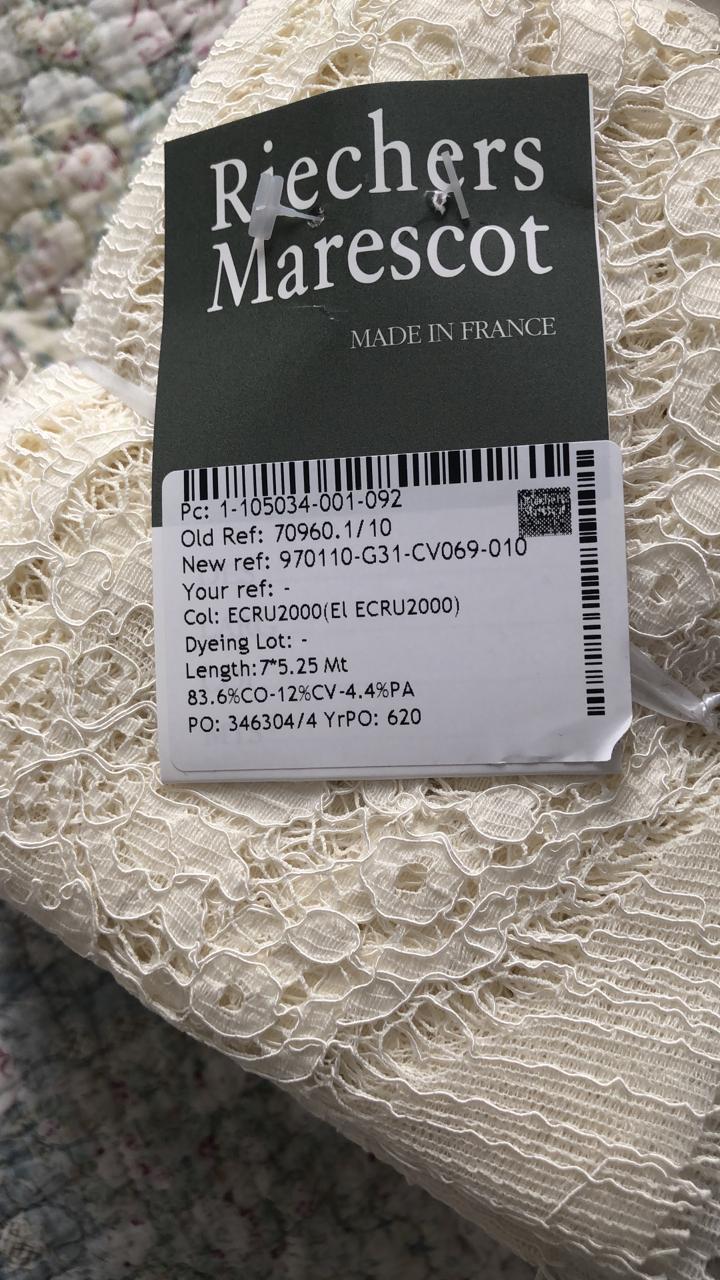 Riechers
Marescot
MADE IN FRANCE
Pc: 1-105034-001-092
Old Ref: 70960.1/10
New ref: 970110-G31-CV069-010
Your ref: -
Col: ECRU2000(El ECRU2000)
Dyeing Lot: -
Length:7*5.25 Mt
83.6%CO-12%CV-4.4%PA
PO: 346304/4 YrPO: 620